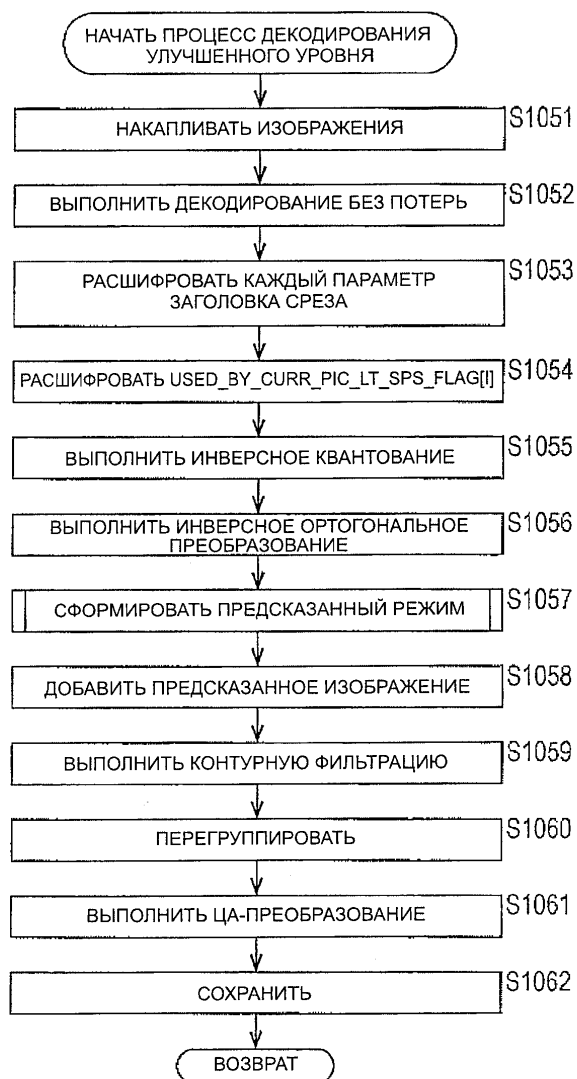 НАЧАТЬ ПРОЦЕСС ДЕКОДИРОВАНИЯ
УЛУЧШЕННОГО УРОВНЯ
НАКАПЛИВАТЬ ИЗОБРАЖЕНИЯ
S1051
ВЫПОЛНИТЬ ДЕКОДИРОВАНИЕ БЕЗ ПОТЕРЬ
S1052
РАСШИФРОВАТЬ КАЖДЫЙ ПАРАМЕТР
ЗАГОЛОВКА СРЕЗА
S1053
РАСШИФРОВАТЬ USED_BY_CURR_PIC_LT_SPS_FLAG[I]
S1054
ВЫПОЛНИТЬ ИНВЕРСНОЕ КВАНТОВАНИЕ
S1055
ВЫПОЛНИТЬ ИНВЕРСНОЕ ОРТОГОНАЛЬНОЕ
ПРЕОБРАЗОВАНИЕ
S1056
СФОРМИРОВАТЬ ПРЕДСКАЗАННЫЙ РЕЖИМ
S1057
ДОБАВИТЬ ПРЕДСКАЗАННОЕ ИЗОБРАЖЕНИЕ
S1058
ВЫПОЛНИТЬ КОНТУРНУЮ ФИЛЬТРАЦИЮ
S1059
ПЕРЕГРУППИРОВАТЬ
S1060
ВЫПОЛНИТЬ ЦА-ПРЕОБРАЗОВАНИЕ
S1061
СОХРАНИТЬ
S1062
ВОЗВРАТ